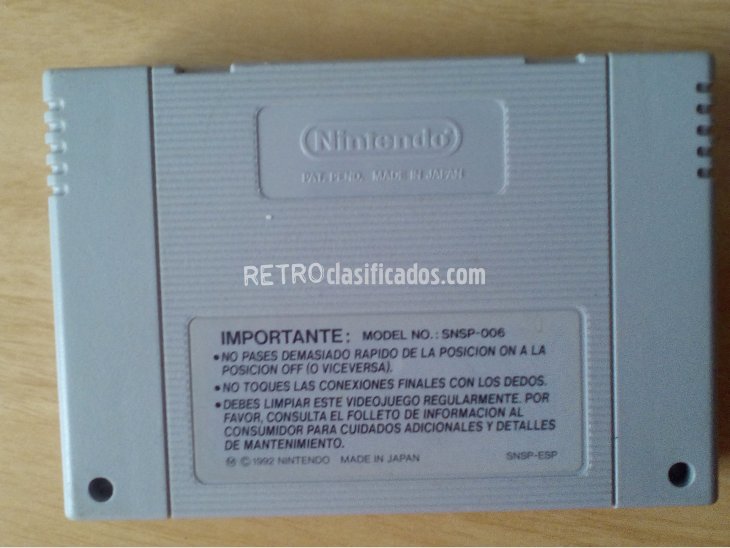 Nintendo
PAT. PEND. MADE IN JAPAN
RETROclasificados.com
IMPORTANTE: MODEL NO.: SNSP-006
•NO PASES DEMASIADO RAPIDO DE LA POSICION ON A LA
POSICION OFF (O VICEVERSA).
•NO TOQUES LAS CONEXIONES FINALES CON LOS DEDOS.
•DEBES LIMPIAR ESTE VIDEOJUEGO REGULARMENTE. POR
FAVOR, CONSULTA EL FOLLETO DE INFORMACION AL
CONSUMIDOR PARA CUIDADOS ADICIONALES Y DETALLES
DE MANTENIMIENTO.
Ⓜ ©1992 NINTENDO MADE IN JAPAN SNSP-ESP